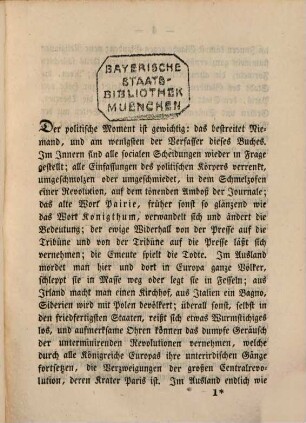 BAYERISCHE
STAATS-
BIBLIOTHEK
MUENCHEN
Der politische Moment ist gewichtig: das bestreitet Nie-
mand, und am wenigsten der Verfasser dieses Buches.
Im Innern sind alle socialen Scheidungen wieder in Frage
gestellt; alle Einfassungen des politischen Körpers verrenkt,
umgeschmolzen oder umgeschmiedet, in dem Schmelzofen
einer Revolution, auf dem tönenden Amboß der Journale;
das alte Wort Pairie, früher sonst so glänzend wie
das Wort Königthum, verwandelt sich und ändert die
Bedeutung; der ewige Widerhall von der Presse auf die
Tribüne und von der Tribüne auf die Presse läßt sich
vernehmen; die Emeute spielt die Todte. Im Ausland
mordet man hier und dort in Europa ganze Völker,
schleppt sie in Masse weg oder legt sie in Fesseln; aus
Irland macht man einen Kirchhof, aus Italien ein Bagno,
Siberien wird mit Polen bevölkert; überall sonst, selbst in
den friedfertigsten Staaten, reißt sich etwas Wurmstichiges
los, und aufmerksame Ohren können das dumpfe Geräusch
der unterminirenden Revolutionen vernehmen, welche
durch alle Königreiche Europas ihre unterirdischen Gänge
fortsetzen, die Verzweigungen der großen Centralrevo-
lution, deren Krater Paris ist. Im Ausland endlich wie
1*